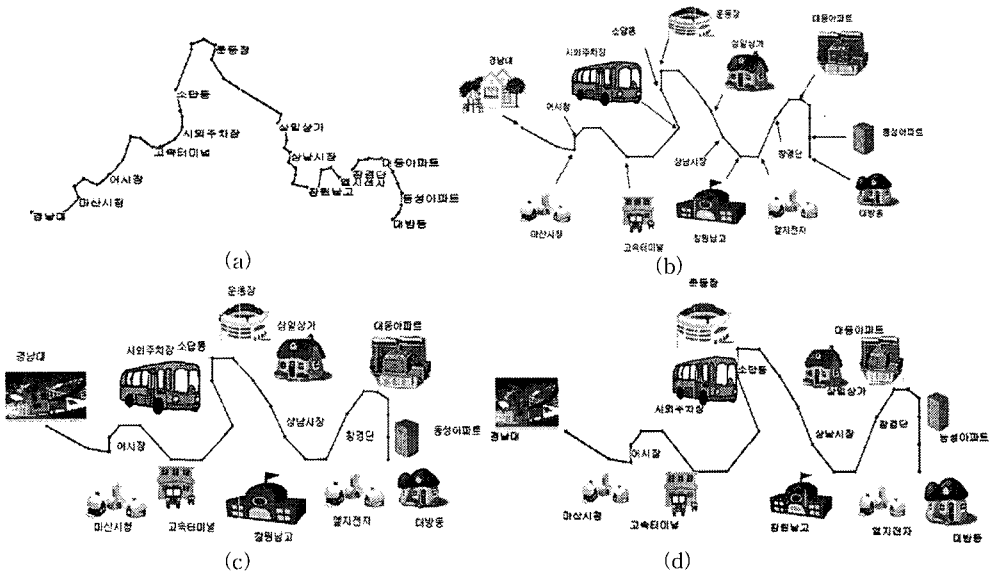 운동장
소답동
시외주차장
고속터미널
어시장
마산시청
경남대
삼일상가
상남시장
창원남고
엘지전자
창경단
대동아파트
동성아파트
대방동
(a)
운동장
소답동
시외주차장
경남대
어시장
삼일상가
대동아파트
동성아파트
상남시장
창경단
대방동
마산시장
고속터미널
창원남고
엘지전자
(b)
운동장
경남대
시외주차장
소답동
삼일상가
대동아파트
어시장
상남시장
창경단
동성아파트
마산시청
고속터미널
창원남고
엘지전자
대방동
(c)
운동장
소답동
시외주차장
경남대
대동아파트
삼일상가
어시장
상남시장
창경단
동성아파트
마산시청
고속터미널
창원남고
엘지전자
대방동
(d)